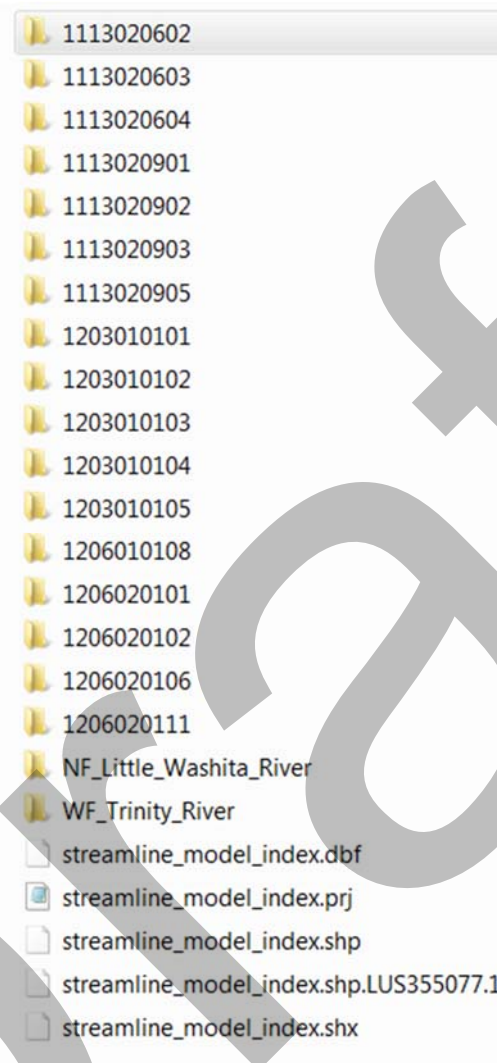 1113020602
1113020603
1113020604
1113020901
1113020902
1113020903
1113020905
1203010101
1203010102
1203010103
1203010104
1203010105
1206010108
1206020101
1206020102
1206020106
1206020111
NF_Little_Washita_River
WF_Trinity_River
streamline_model_index.dbf
streamline_model_index.prj
streamline_model_index.shp
streamline_model_index.shp.LUS355077.1
streamline_model_index.shx